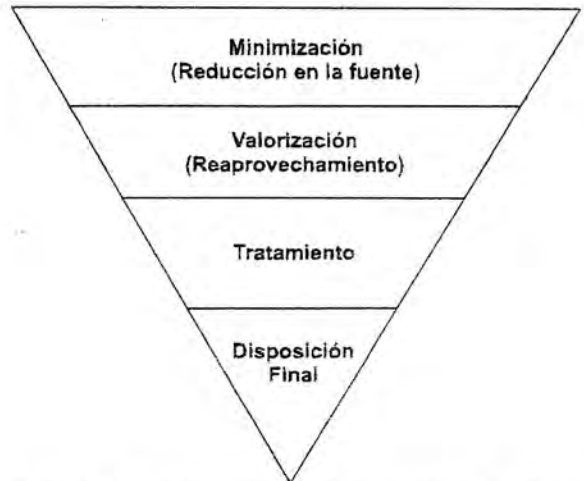 Minimización
(Reducción en la fuente)
Valorización
(Reaprovechamiento)
Tratamiento
Disposición
Final